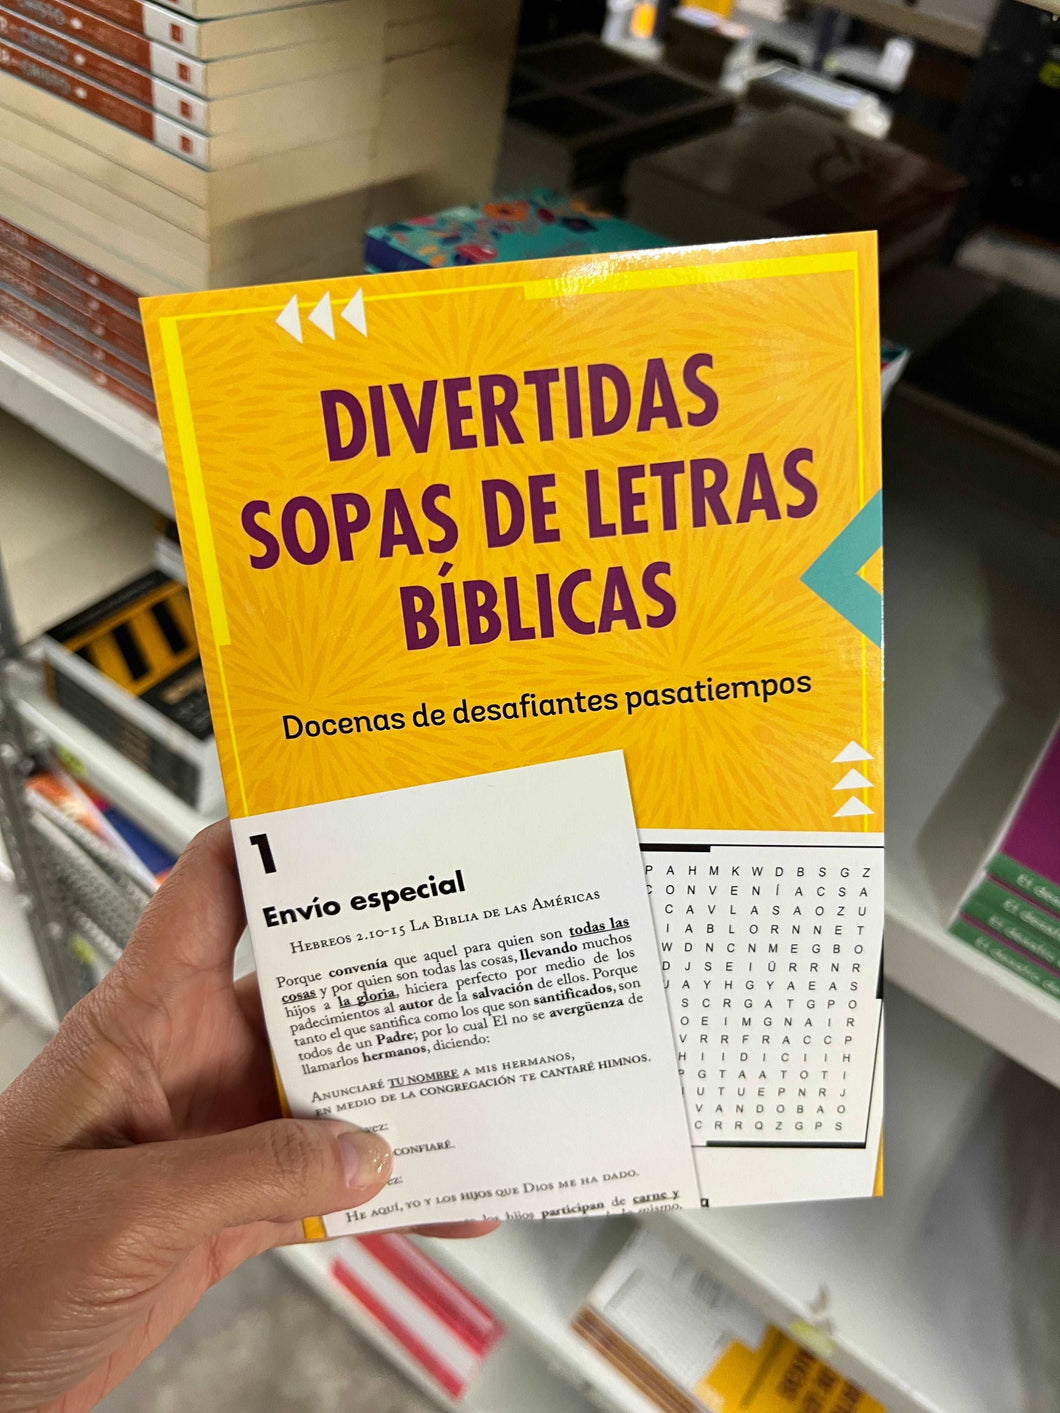 DIVERTIDAS
SOPAS DE LETRAS
BÍBLICAS
Docenas de desafiantes pasatiempos
1
Envío especial
HEBREOS 2.10-15 LA BIBLIA DE LAS AMÉRICAS
Porque convenía que aquel para quien son todas las
cosas y por quien son todas las cosas, llevando muchos
hijos a la gloria, hiciera perfecto por medio de los
padecimientos al autor de la salvación de ellos. Porque
tanto el que santifica como los que son santificados, son
todos de un Padre; por lo cual El no se avergüenza de
llamarlos hermanos, diciendo:
ANUNCIARÉ TU NOMBRE A MIS HERMANOS,
EN MEDIO DE LA CONGREGACIÓN TE CANTARÉ HIMNOS.
CONFIARÉ.
HE AQUÍ, YO Y LOS HIJOS QUE DIOS ME HA DADO.
los hijos participan de carne y
mismo,
P A H M K W D B S G Z
C O N V E N Í A C S A
C A V L A S A O Z U
I A B L O R N N E T
W D N C N M E G B O
D J S E I Ü R R N R
J A Y H G Y A E A S
S C R G A T G P O
O E I M G N A I R
V R R F R A C C P
H I I D I C I I H
P G T A A T O T I
U T U E P N R J
V A N D O B A O
C R R Q Z G P S